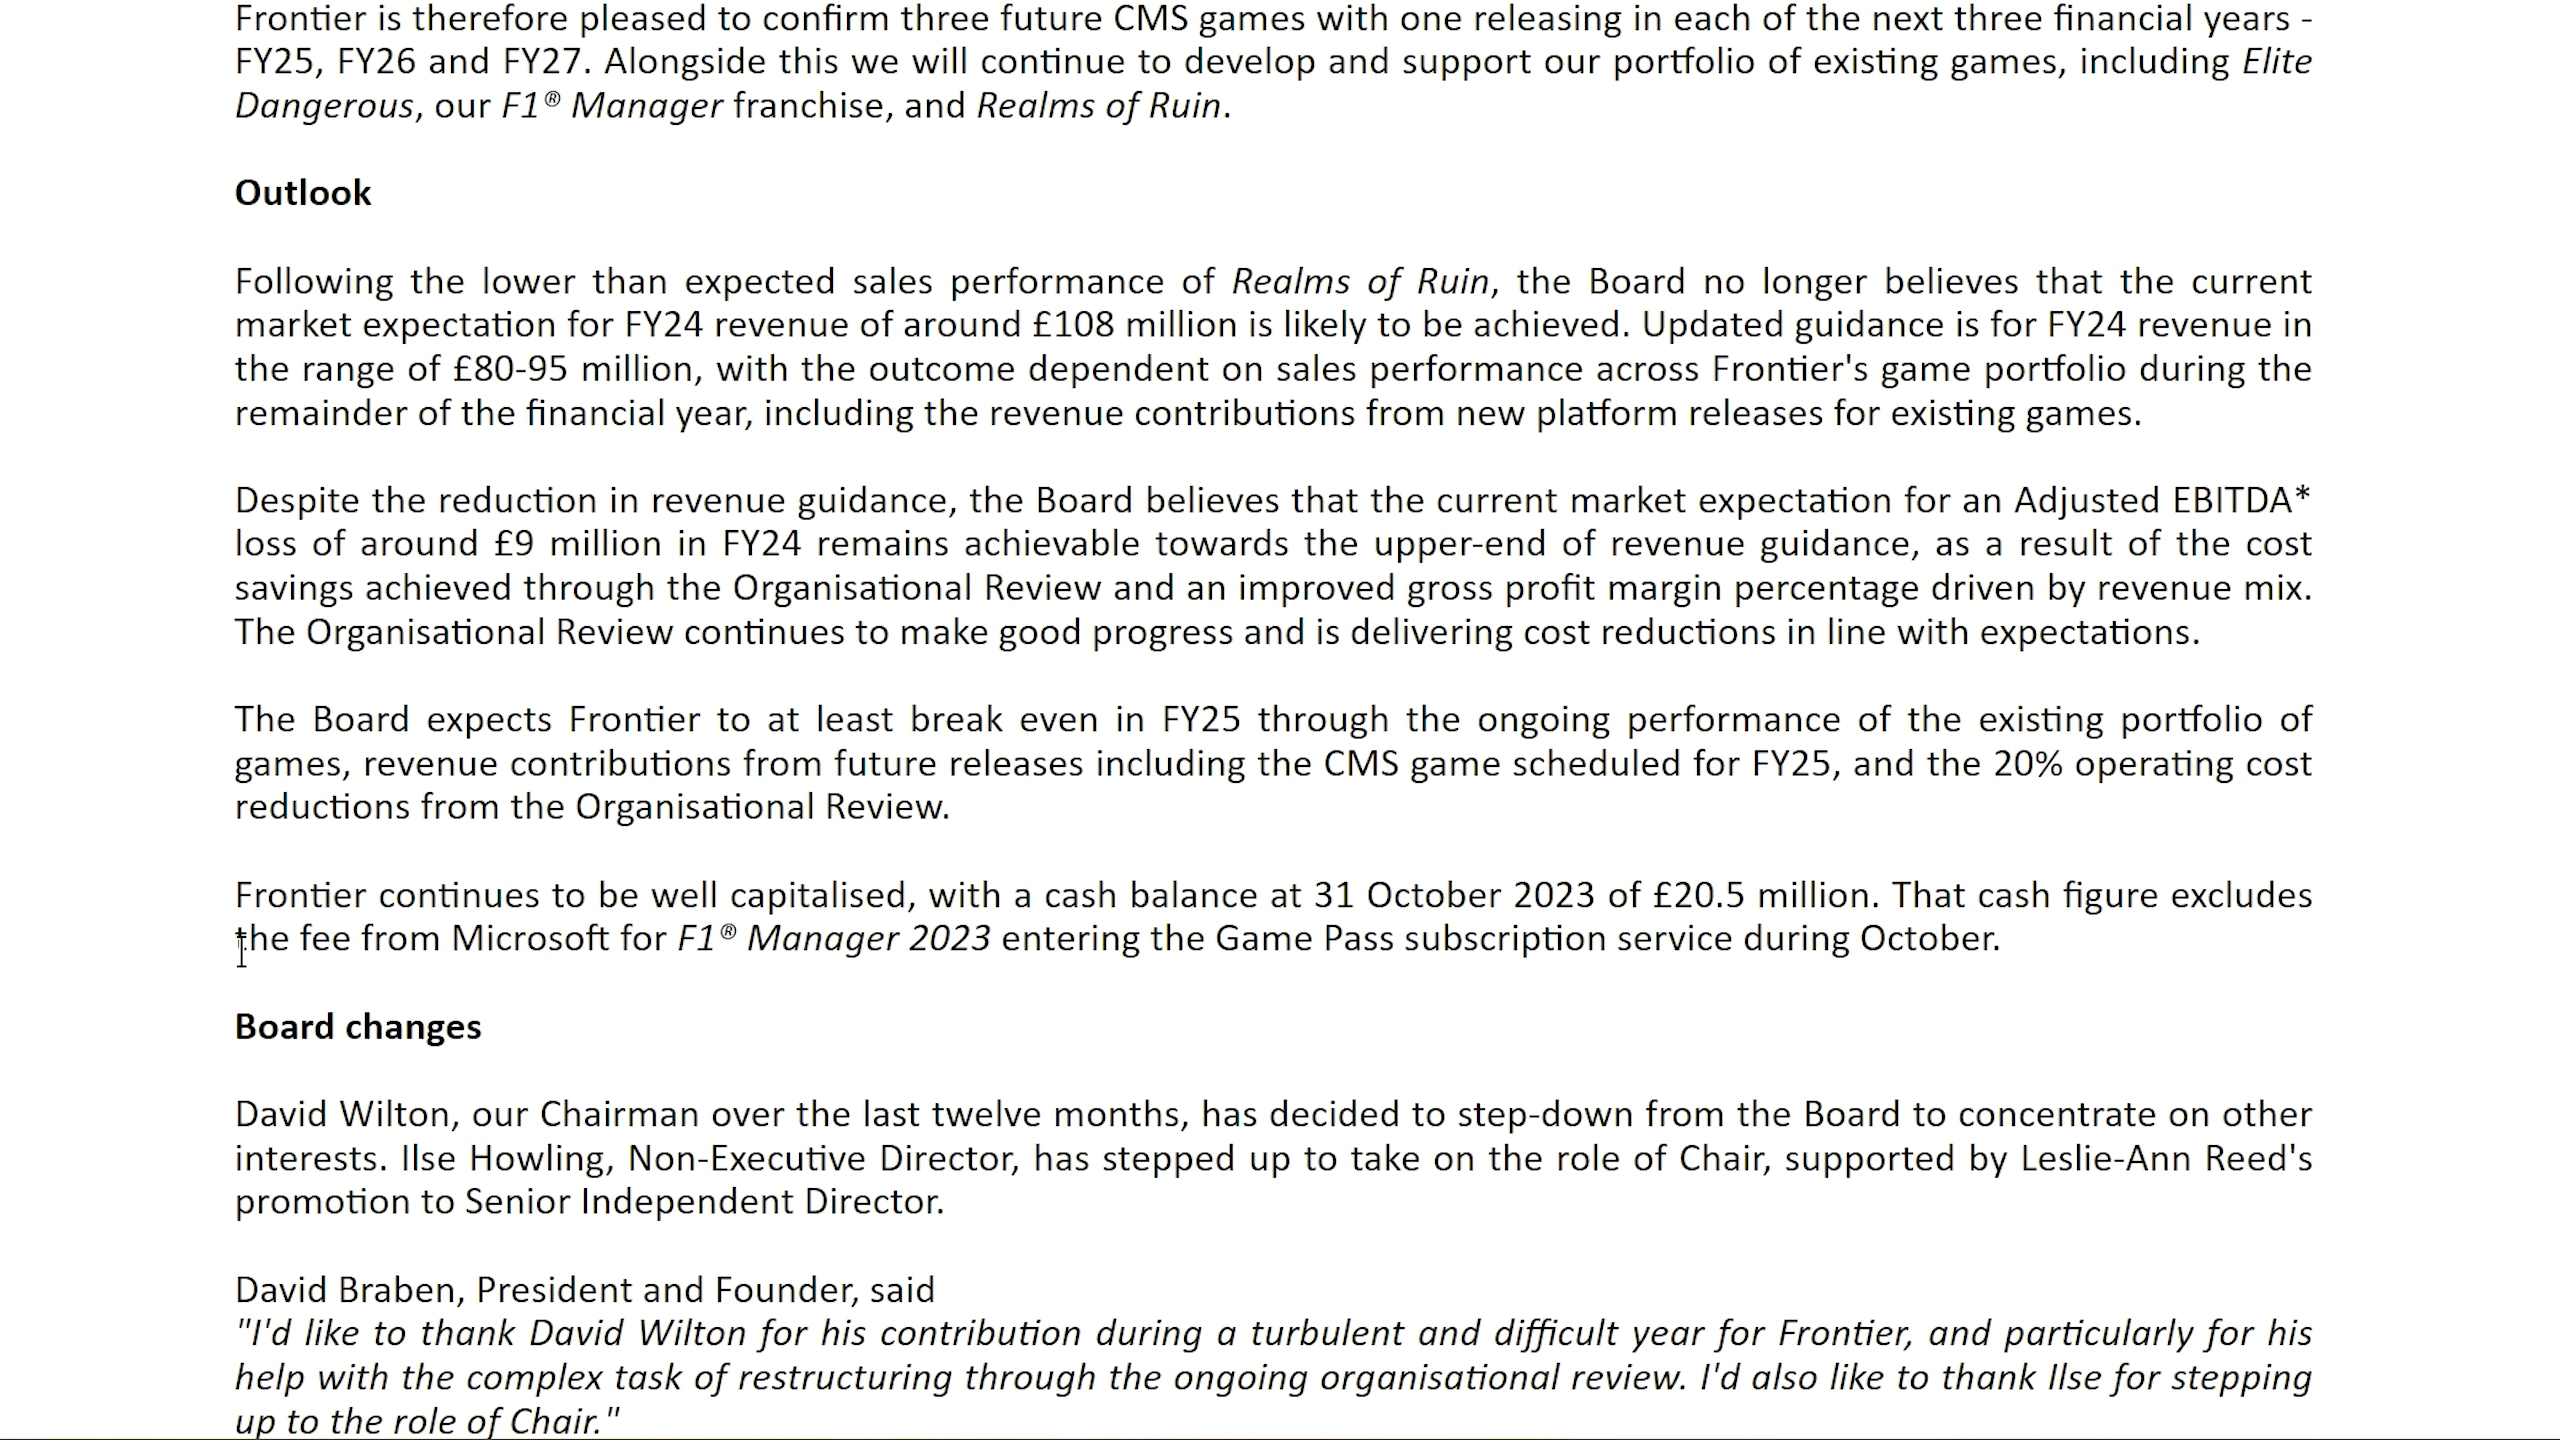 Frontier is therefore pleased to confirm three future CMS games with one releasing in each of the next three financial years -
FY25, FY26 and FY27. Alongside this we will continue to develop and support our portfolio of existing games, including Elite
Dangerous, our F1® Manager franchise, and Realms of Ruin.
Outlook
Following the lower than expected sales performance of Realms of Ruin, the Board no longer believes that the current
market expectation for FY24 revenue of around £108 million is likely to be achieved. Updated guidance is for FY24 revenue in
the range of £80-95 million, with the outcome dependent on sales performance across Frontier's game portfolio during the
remainder of the financial year, including the revenue contributions from new platform releases for existing games.
Despite the reduction in revenue guidance, the Board believes that the current market expectation for an Adjusted EBITDA*
loss of around £9 million in FY24 remains achievable towards the upper-end of revenue guidance, as a result of the cost
savings achieved through the Organisational Review and an improved gross profit margin percentage driven by revenue mix.
The Organisational Review continues to make good progress and is delivering cost reductions in line with expectations.
The Board expects Frontier to at least break even in FY25 through the ongoing performance of the existing portfolio of
games, revenue contributions from future releases including the CMS game scheduled for FY25, and the 20% operating cost
reductions from the Organisational Review.
Frontier continues to be well capitalised, with a cash balance at 31 October 2023 of £20.5 million. That cash figure excludes
the fee from Microsoft for F1® Manager 2023 entering the Game Pass subscription service during October.
Board changes
David Wilton, our Chairman over the last twelve months, has decided to step-down from the Board to concentrate on other
interests. Ilse Howling, Non-Executive Director, has stepped up to take on the role of Chair, supported by Leslie-Ann Reed's
promotion to Senior Independent Director.
David Braben, President and Founder, said
"I'd like to thank David Wilton for his contribution during a turbulent and difficult year for Frontier, and particularly for his
help with the complex task of restructuring through the ongoing organisational review. I'd also like to thank Ilse for stepping
up to the role of Chair."